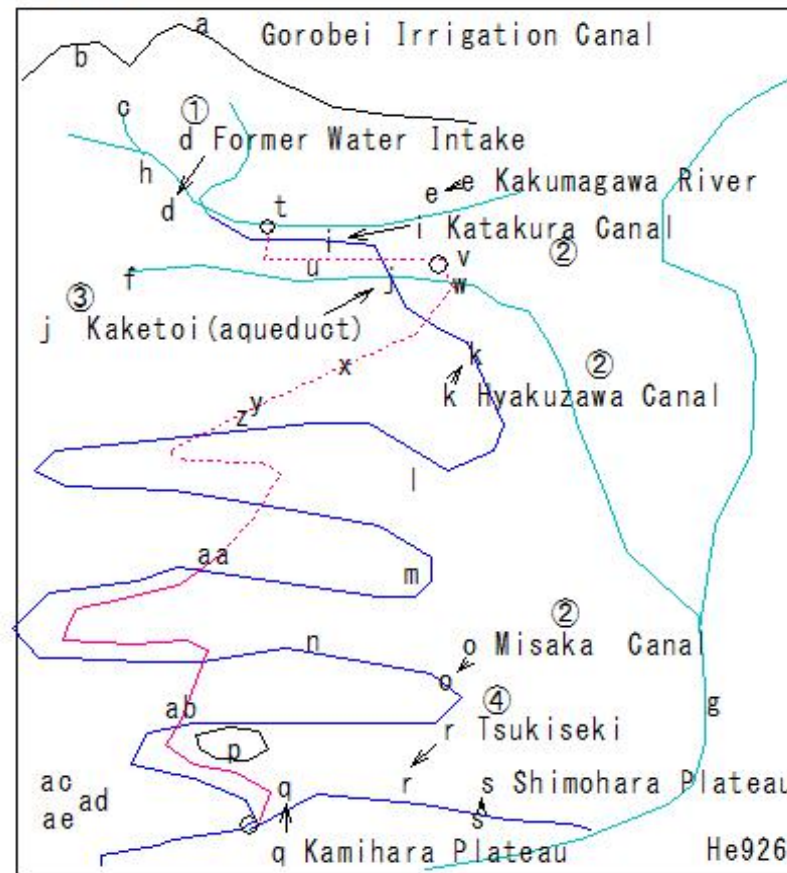 a Gorobei Irrigation Canal
b
c ①
d Former Water Intake
h e e Kakumagawa River
d t
i i Katakura Canal
f u v ②
j w
③
j Kaketoi(aqueduct)
x k ②
k Hyakuzawa Canal
y
z
l
aa m
②
n o Misaka Canal
o
ab ④ g
p r Tsukiseki
ac q r s Shimohara Plateau
ad
ae s
q Kamihara Plateau He926